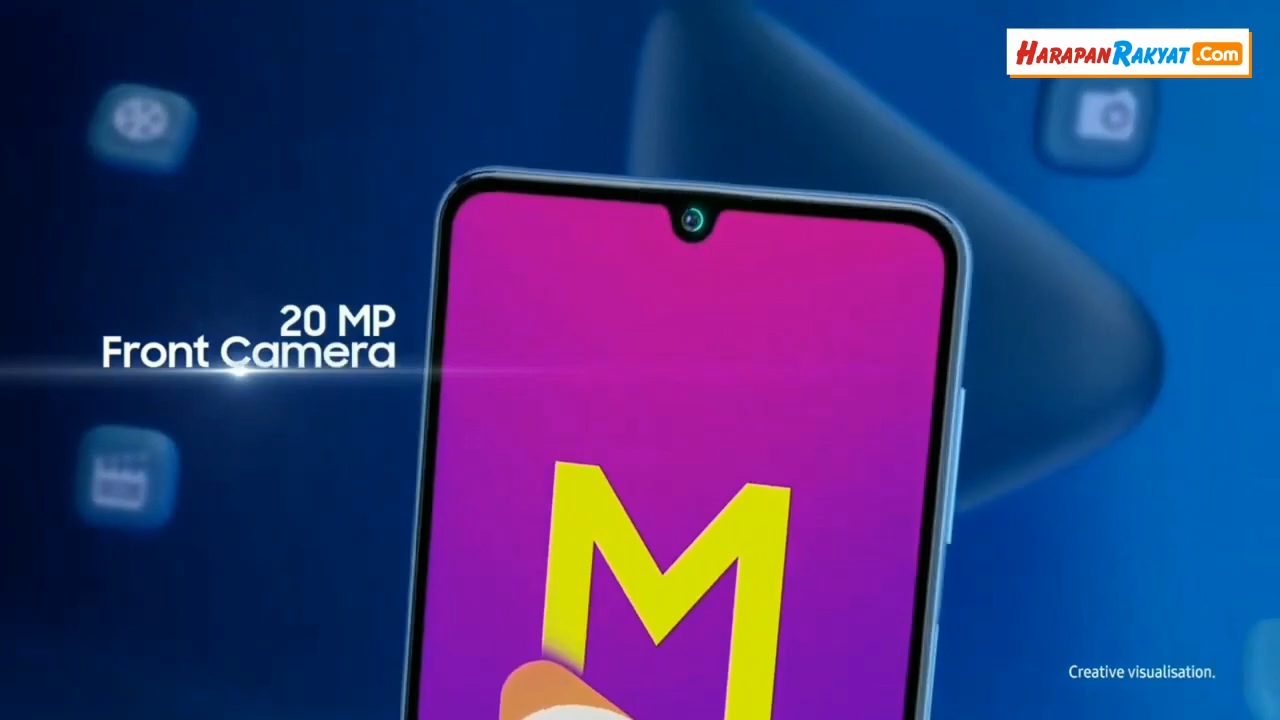 HARAPANRAKYAT.Com
20 MP
Front Camera
M
Creative visualisation.